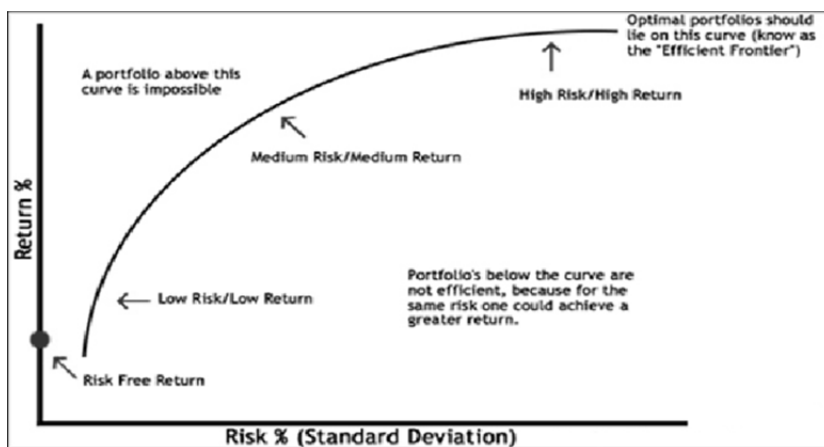 Optimal portfolios should
lie on this curve (know as
the "Efficient Frontier")
A portfolio above this
curve is impossible
High Risk/High Return
Medium Risk/Medium Return
Return %
Low Risk/Low Return
Portfolio's below the curve are
not efficient, because for the
same risk one could achieve a
greater return.
Risk Free Return
Risk % (Standard Deviation)